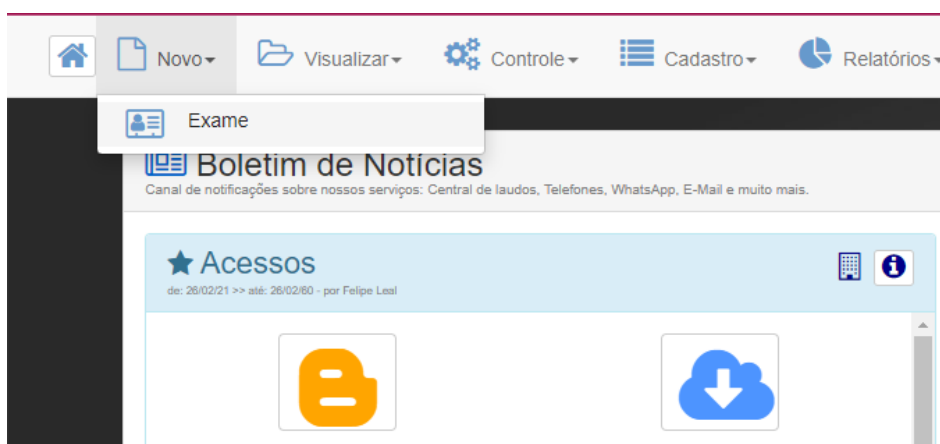 Novo Visualizar Controle Cadastro Relatórios
Exame
Boletim de Notícias
Canal de notificações sobre nossos serviços: Central de laudos, Telefones, WhatsApp, E-Mail e muito mais.
Acessos
de: 26/02/21 >> até: 26/02/60 - por Felipe Leal